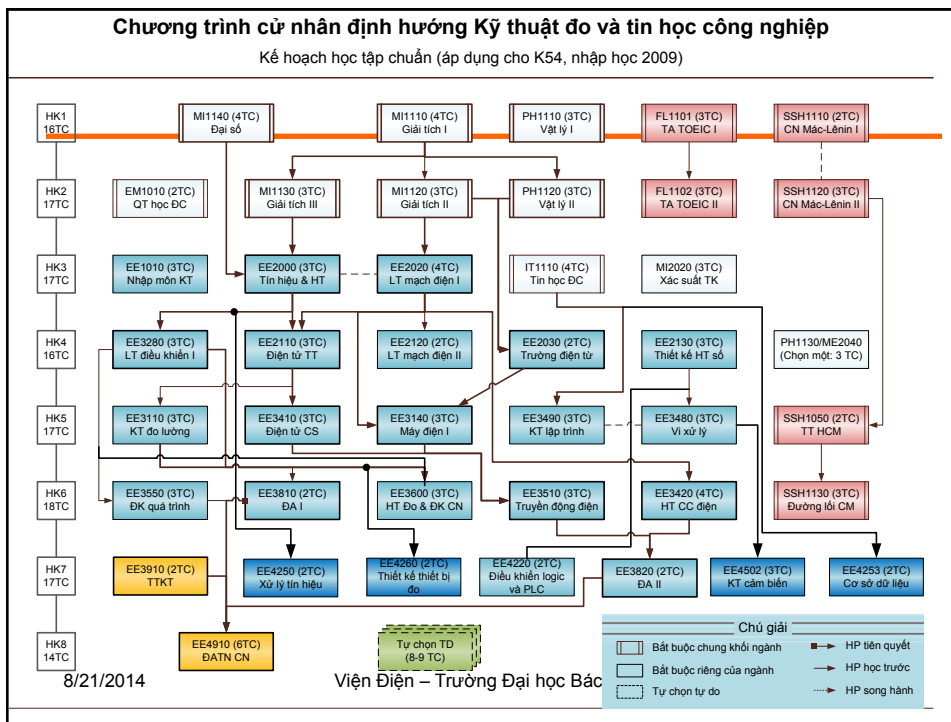 Chương trình cử nhân định hướng Kỹ thuật đo và tin học công nghiệp
Kế hoạch học tập chuẩn (áp dụng cho K54, nhập học 2009)
HK1
16TC
MI1140 (4TC)
Đại số
MI1110 (4TC)
Giải tích I
PH1110 (3TC)
Vật lý I
FL1101 (3TC)
TA TOEIC I
SSH1110 (2TC)
CN Mác-Lênin I
HK2
17TC
EM1010 (2TC)
QT học ĐC
MI1130 (3TC)
Giải tích III
MI1120 (3TC)
Giải tích II
PH1120 (3TC)
Vật lý II
FL1102 (3TC)
TA TOEIC II
SSH1120 (3TC)
CN Mác-Lênin II
HK3
17TC
EE1010 (3TC)
Nhập môn KT
EE2000 (3TC)
Tín hiệu & HT
EE2020 (4TC)
LT mạch điện I
IT1110 (4TC)
Tin học ĐC
MI2020 (3TC)
Xác suất TK
HK4
16TC
EE3280 (3TC)
LT điều khiển I
EE2110 (3TC)
Điện tử TT
EE2120 (2TC)
LT mạch điện II
EE2030 (2TC)
Trường điện từ
EE2130 (3TC)
Thiết kế HT số
PH1130/ME2040
(Chọn một: 3 TC)
HK5
17TC
EE3110 (3TC)
KT đo lường
EE3410 (3TC)
Điện tử CS
EE3140 (3TC)
Máy điện I
EE3490 (3TC)
KT lập trình
EE3480 (3TC)
Vi xử lý
SSH1050 (2TC)
TT HCM
HK6
18TC
EE3550 (3TC)
ĐK quá trình
EE3810 (2TC)
ĐA I
EE3600 (3TC)
HT Đo & ĐK CN
EE3510 (3TC)
Truyền động điện
EE3420 (4TC)
HT CC điện
SSH1130 (3TC)
Đường lối CM
HK7
17TC
EE3910 (2TC)
TTKT
EE4250 (2TC)
Xử lý tín hiệu
EE4260 (2TC)
Thiết kế thiết bị
đo
EE4220 (2TC)
Điều khiển logic
và PLC
EE3820 (2TC)
ĐA II
EE4502 (3TC)
KT cảm biến
EE4253 (2TC)
Cơ sở dữ liệu
HK8
14TC
EE4910 (6TC)
ĐATN CN
Tự chọn TD
(8-9 TC)
Chú giải
Bắt buộc chung khối ngành
HP tiên quyết
Bắt buộc riêng của ngành
HP học trước
Tự chọn tự do
HP song hành
8/21/2014
Viện Điện – Trường Đại học Bác